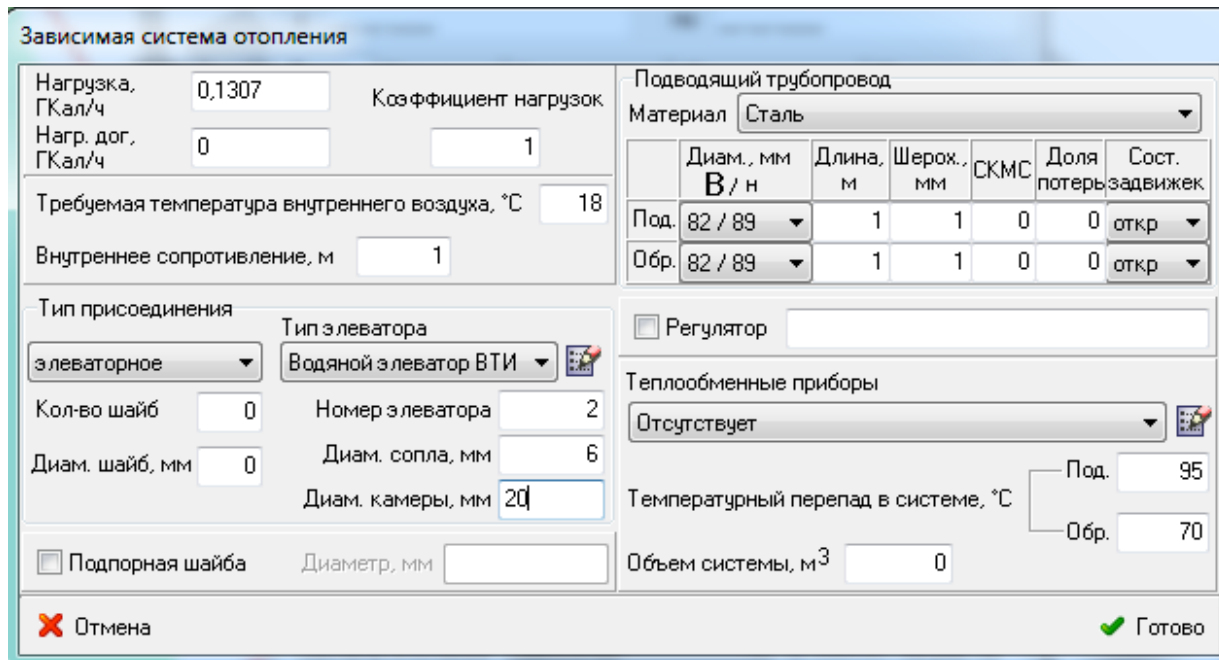 Зависимая система отопления
Нагрузка, ГКал/ч 0,1307
Коэффициент нагрузок
Нагр. дог, ГКал/ч 0 1
Требуемая температура внутреннего воздуха, °C 18
Внутреннее сопротивление, м 1
Тип присоединения
Тип элеватора
элеваторное Водяной элеватор ВТИ
Кол-во шайб 0 Номер элеватора 2
Диам. шайб, мм 0 Диам. сопла, мм 6
Диам. камеры, мм 20
Подпорная шайба Диаметр, мм
Подводящий трубопровод
Материал Сталь
Диам., мм В / н Длина, м Шерох., мм СКМС Доля потерь Сост. задвижек
Под. 82 / 89 1 1 0 0 откр
Обр. 82 / 89 1 1 0 0 откр
Регулятор
Теплообменные приборы
Отсутствует
Температурный перепад в системе, °C
Под. 95
Обр. 70
Объем системы, м3 0
Отмена
Готово